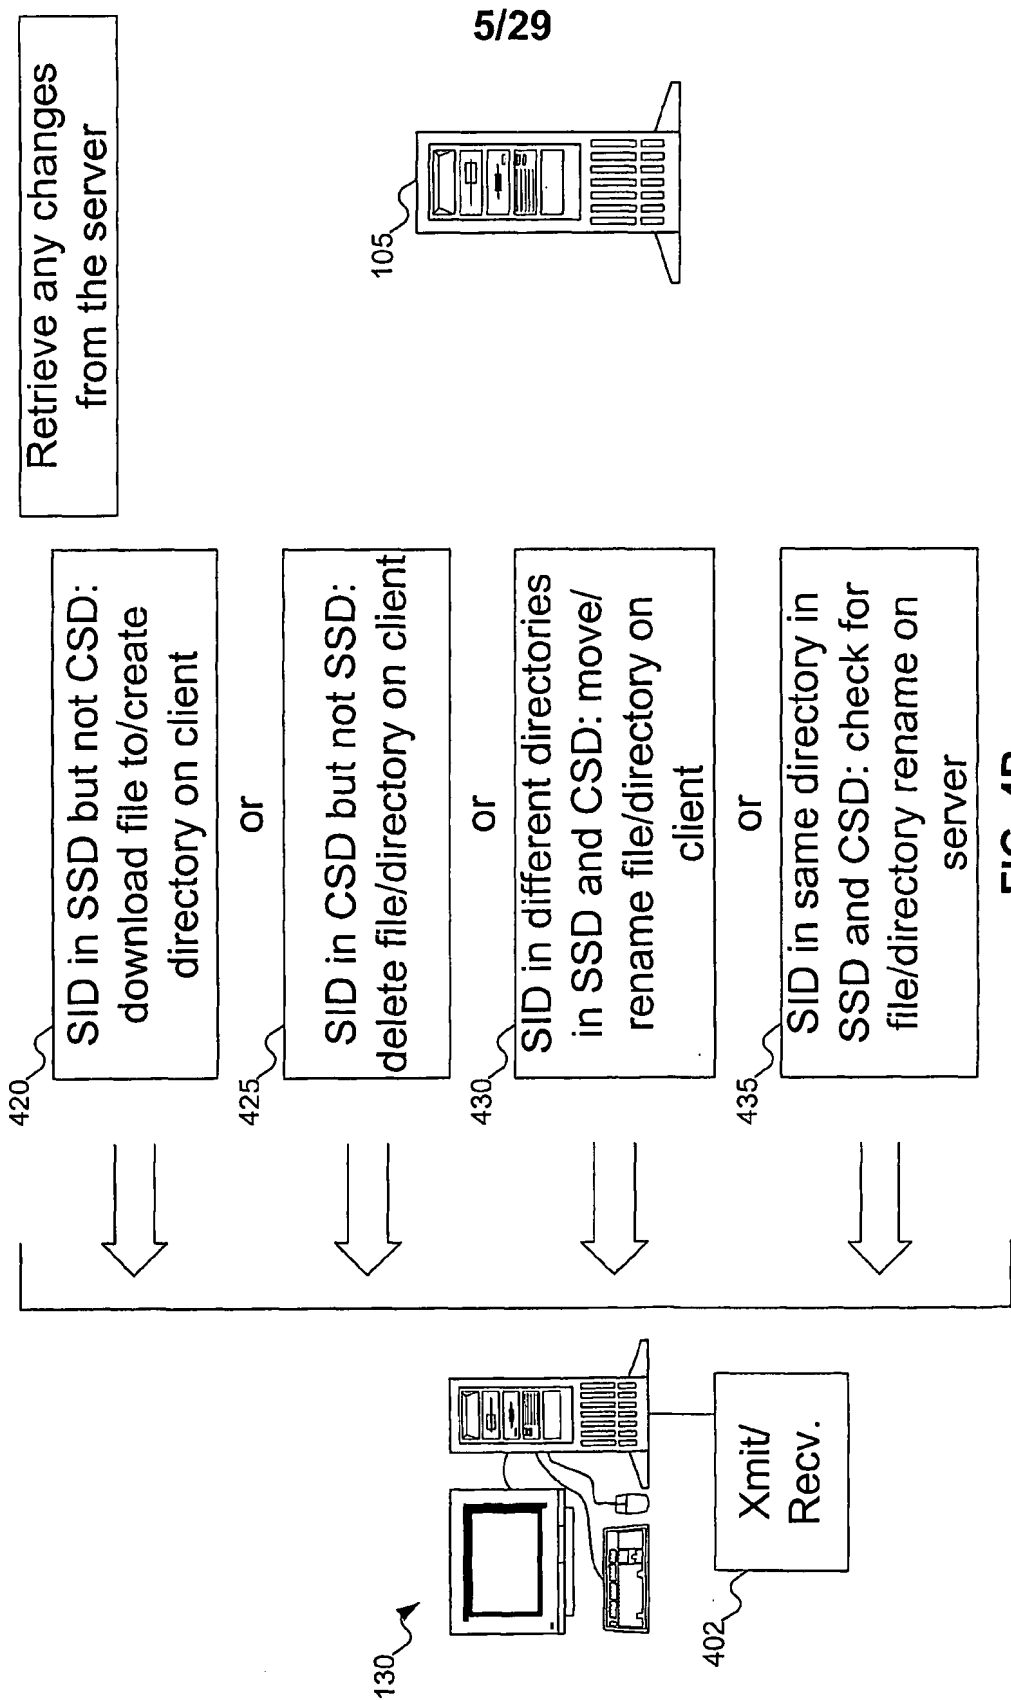 5/29
Retrieve any changes
from the server
105
420
SID in SSD but not CSD:
download file to/create
directory on client
or
425
SID in CSD but not SSD:
delete file/directory on client
or
430
SID in different directories
in SSD and CSD: move/
rename file/directory on
client
or
435
SID in same directory in
SSD and CSD: check for
file/directory rename on
server
130
402
Xmit/
Recv.